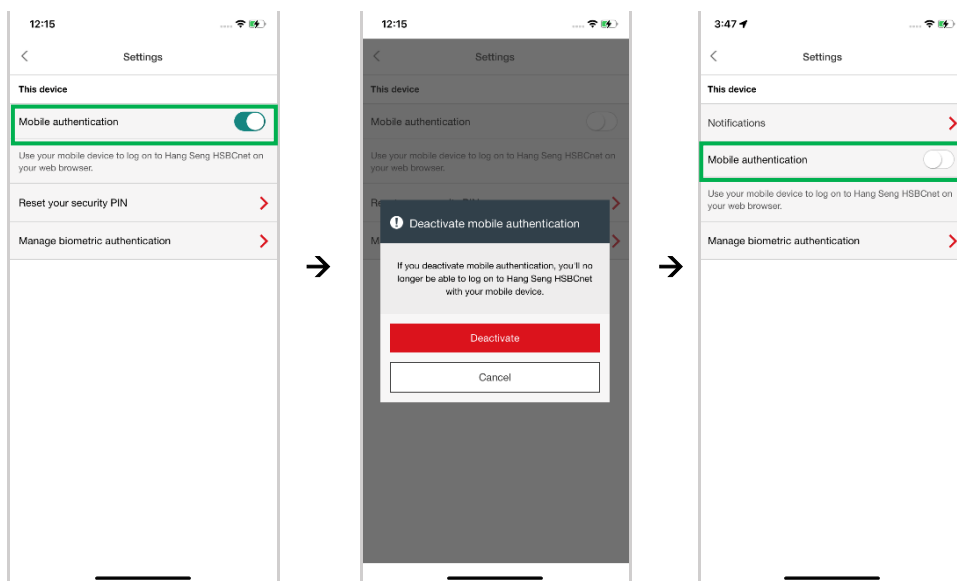 12:15
Settings
This device
Mobile authentication
Use your mobile device to log on to Hang Seng HSBCnet on
your web browser.
Reset your security PIN
Manage biometric authentication
12:15
Settings
This device
Mobile authentication
Use your mobile device to log on to Hang Seng HSBCnet on
your web browser.
Deactivate mobile authentication
If you deactivate mobile authentication, you'll no
longer be able to log on to Hang Seng HSBCnet
with your mobile device.
Deactivate
Cancel
3:47
Settings
This device
Notifications
Mobile authentication
Use your mobile device to log on to Hang Seng HSBCnet on
your web browser.
Manage biometric authentication